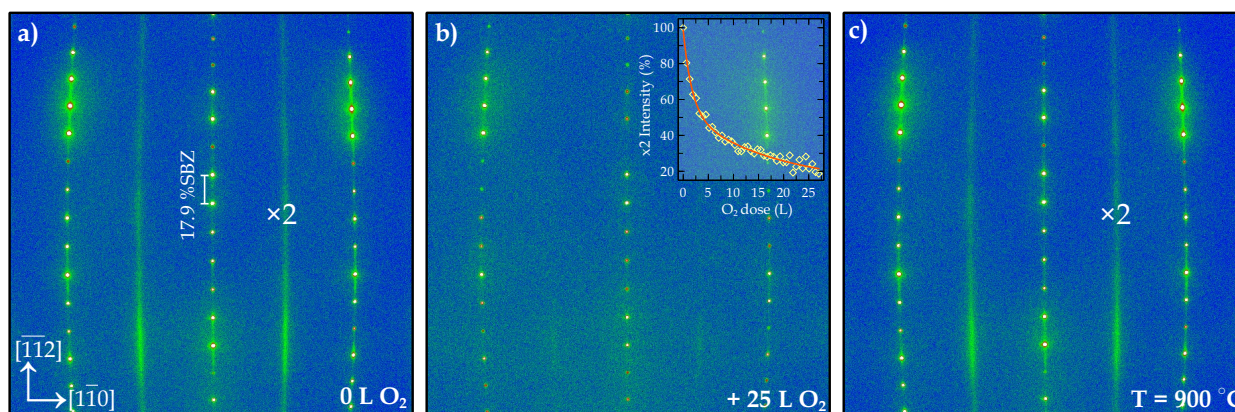 a)
17.9 %SBZ
×2
[1̅1̅2]
[11̅0]
0 L O₂
b)
×2 Intensity (%)
100
80
60
40
20
0
5
10
15
20
25
O₂ dose (L)
+ 25 L O₂
c)
×2
T = 900 °C